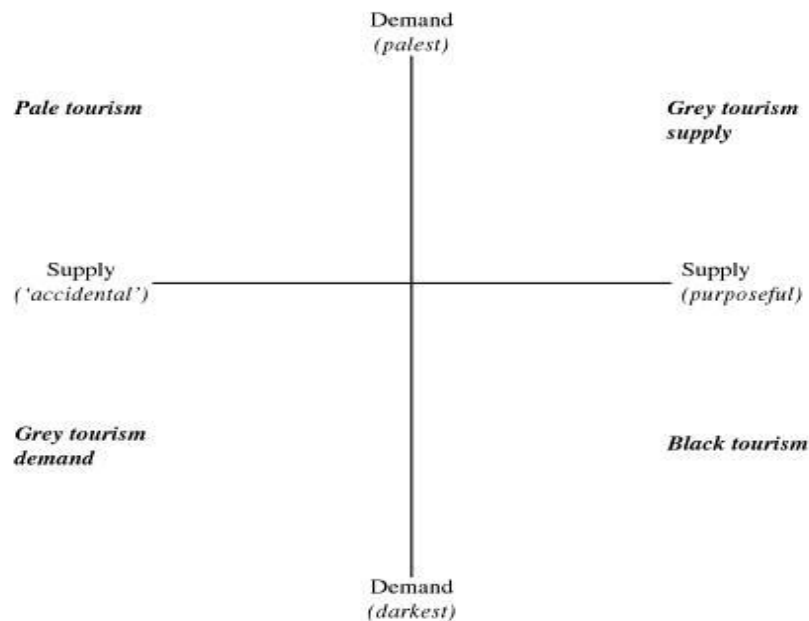 Demand
(palest)
Pale tourism
Grey tourism
supply
Supply
(‘accidental’)
Supply
(purposeful)
Grey tourism
demand
Black tourism
Demand
(darkest)